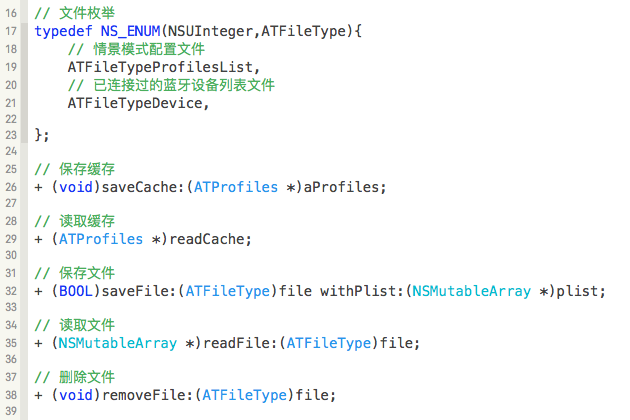 16 // 文件枚举
17 typedef NS_ENUM(NSUInteger,ATFileType){
18 // 情景模式配置文件
19 ATFileTypeProfilesList,
20 // 已连接过的蓝牙设备列表文件
21 ATFileTypeDevice,
22
23 };
24
25 // 保存缓存
26 + (void)saveCache:(ATProfiles *)aProfiles;
27
28 // 读取缓存
29 + (ATProfiles *)readCache;
30
31 // 保存文件
32 + (BOOL)saveFile:(ATFileType)file withPlist:(NSMutableArray *)plist;
33
34 // 读取文件
35 + (NSMutableArray *)readFile:(ATFileType)file;
36
37 // 删除文件
38 + (void)removeFile:(ATFileType)file;
39